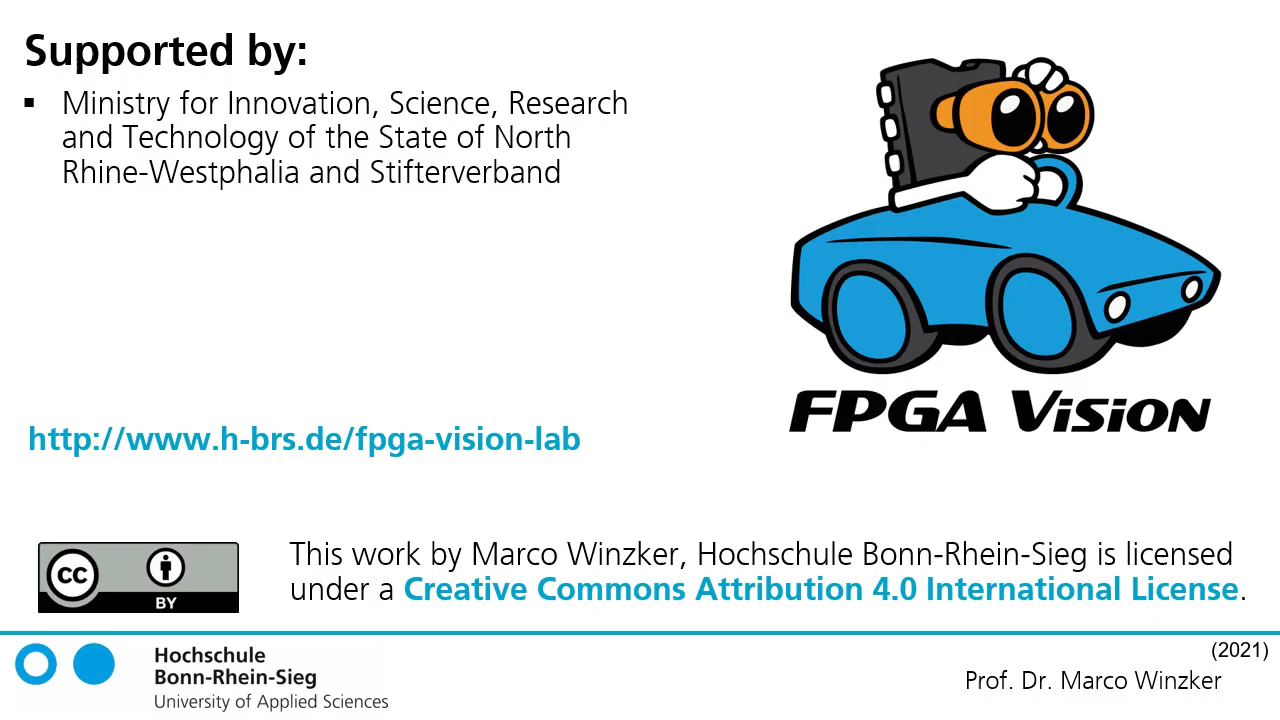 Supported by:
▪ Ministry for Innovation, Science, Research
and Technology of the State of North
Rhine-Westphalia and Stifterverband
FPGA Vision
http://www.h-brs.de/fpga-vision-lab
cc
BY
This work by Marco Winzker, Hochschule Bonn-Rhein-Sieg is licensed
under a Creative Commons Attribution 4.0 International License.
Hochschule
Bonn-Rhein-Sieg
University of Applied Sciences
(2021)
Prof. Dr. Marco Winzker